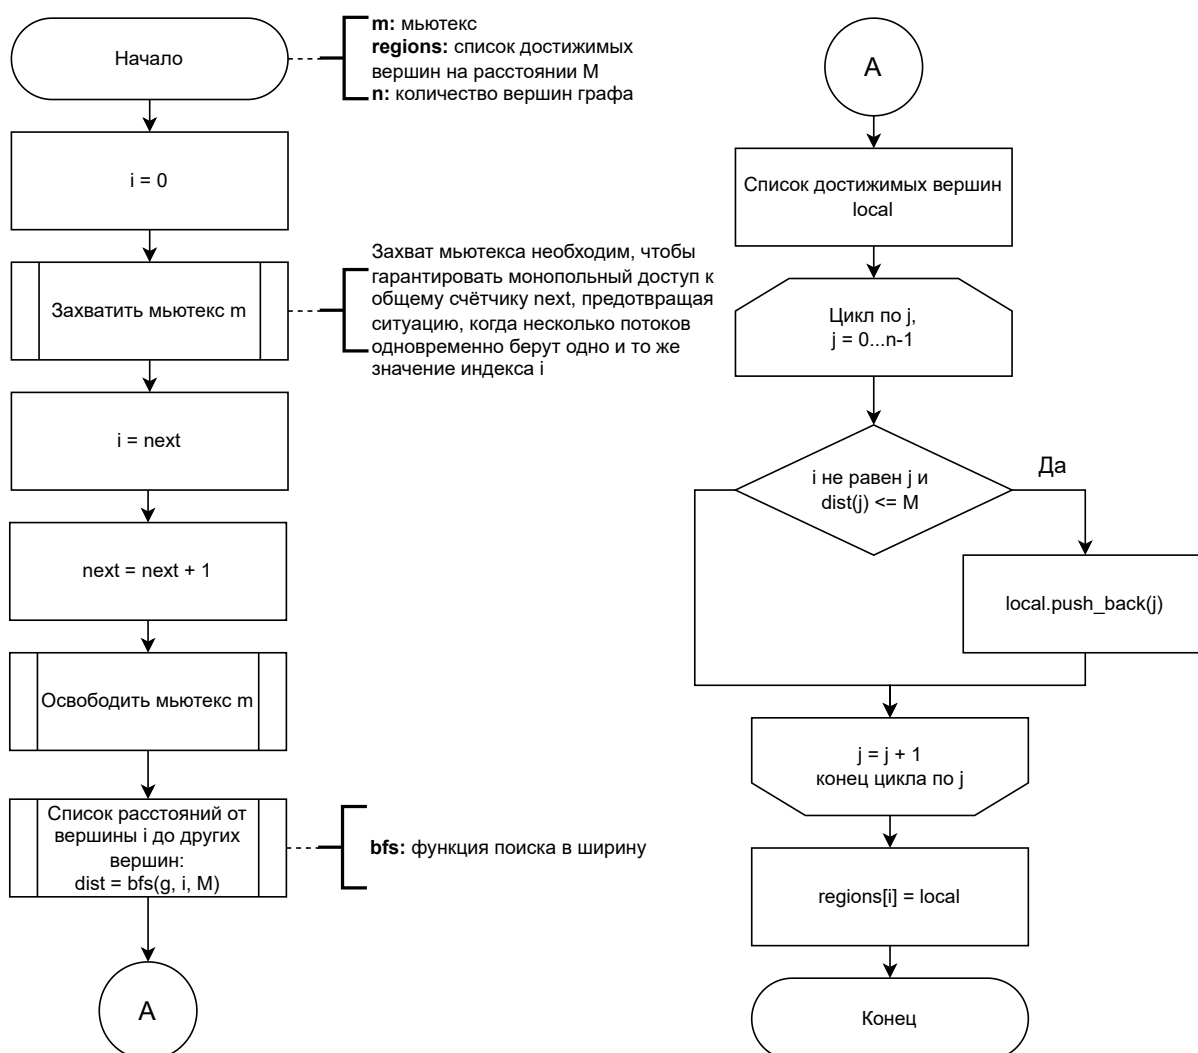 Начало
m: мьютекс
regions: список достижимых
вершин на расстоянии M
n: количество вершин графа
i = 0
Захватить мьютекс m
Захват мьютекса необходим, чтобы
гарантировать монопольный доступ к
общему счётчику next, предотвращая
ситуацию, когда несколько потоков
одновременно берут одно и то же
значение индекса i
i = next
next = next + 1
Освободить мьютекс m
Список расстояний от
вершины i до других
вершин:
dist = bfs(g, i, M)
bfs: функция поиска в ширину
A
A
Список достижимых вершин
local
Цикл по j,
j = 0...n-1
i не равен j и
dist(j) <= M
Да
local.push_back(j)
j = j + 1
конец цикла по j
regions[i] = local
Конец